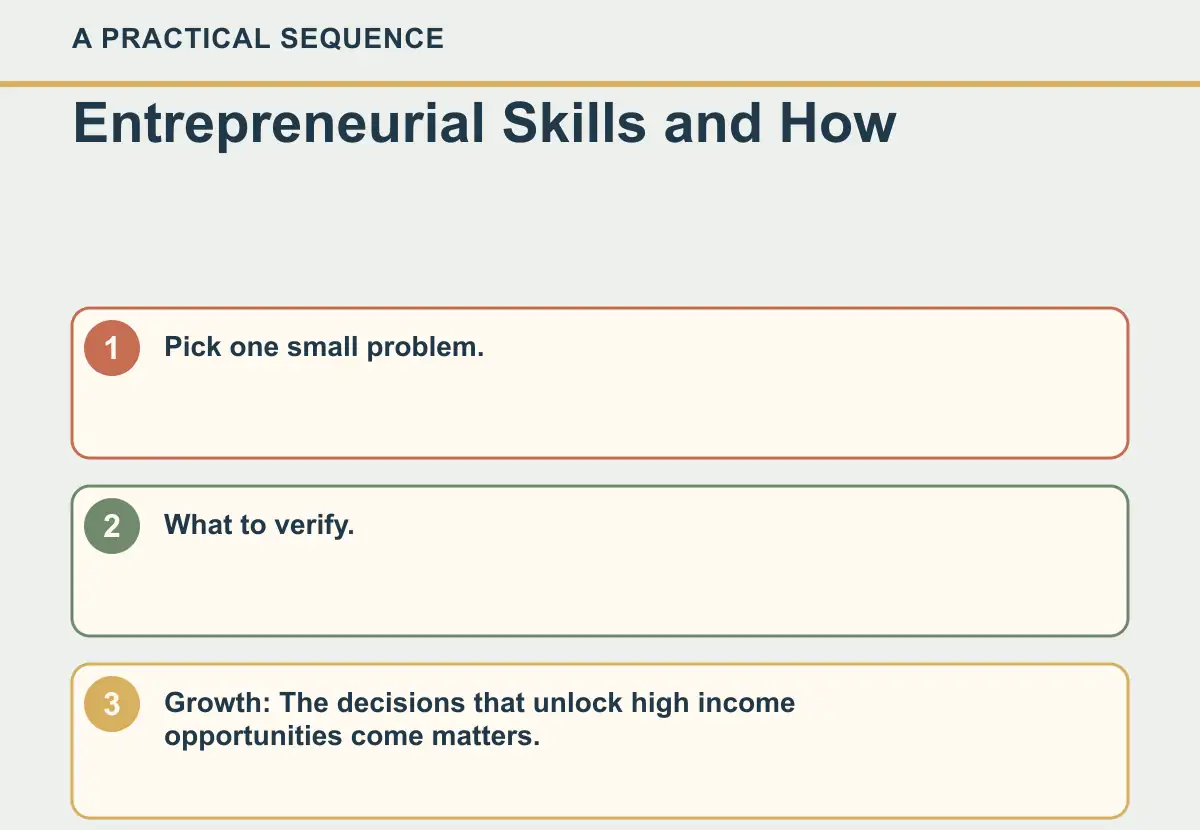 A PRACTICAL SEQUENCE
Entrepreneurial Skills and How
1
Pick one small problem.
2
What to verify.
3
Growth: The decisions that unlock high income
opportunities come matters.